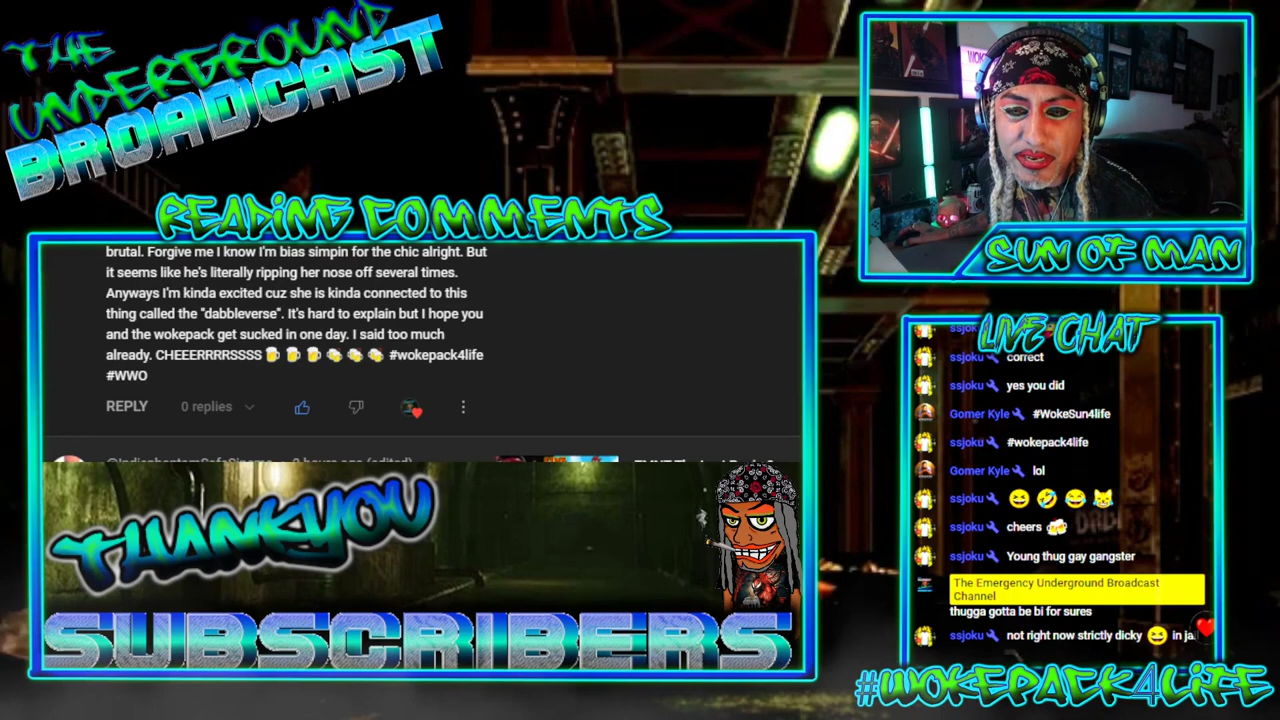 THE
UNDERGROUND
BROADCAST
READING COMMENTS
brutal. Forgive me I know I'm bias simpin for the chic alright. But
it seems like he's literally ripping her nose off several times.
Anyways I'm kinda excited cuz she is kinda connected to this
thing called the "dabbleverse". It's hard to explain but I hope you
and the wokepack get sucked in one day. I said too much
already. CHEEERRRRSSSS 🍺 🍺 🍺 🍻 🍻 🍻 #wokepack4life
#WWO
REPLY 0 replies
THANKYOU
SUBSCRIBERS
SUN OF MAN
LIVE CHAT
ssjoku correct
ssjoku yes you did
Gomer Kyle #WokeSun4life
ssjoku #wokepack4life
Gomer Kyle lol
ssjoku 😆 🤣 😂 😹
ssjoku cheers 🍻
ssjoku Young thug gay gangster
The Emergency Underground Broadcast
Channel
thugga gotta be bi for sures
ssjoku not right now strictly dicky 😆 in
#WOKEPACK4LIFE